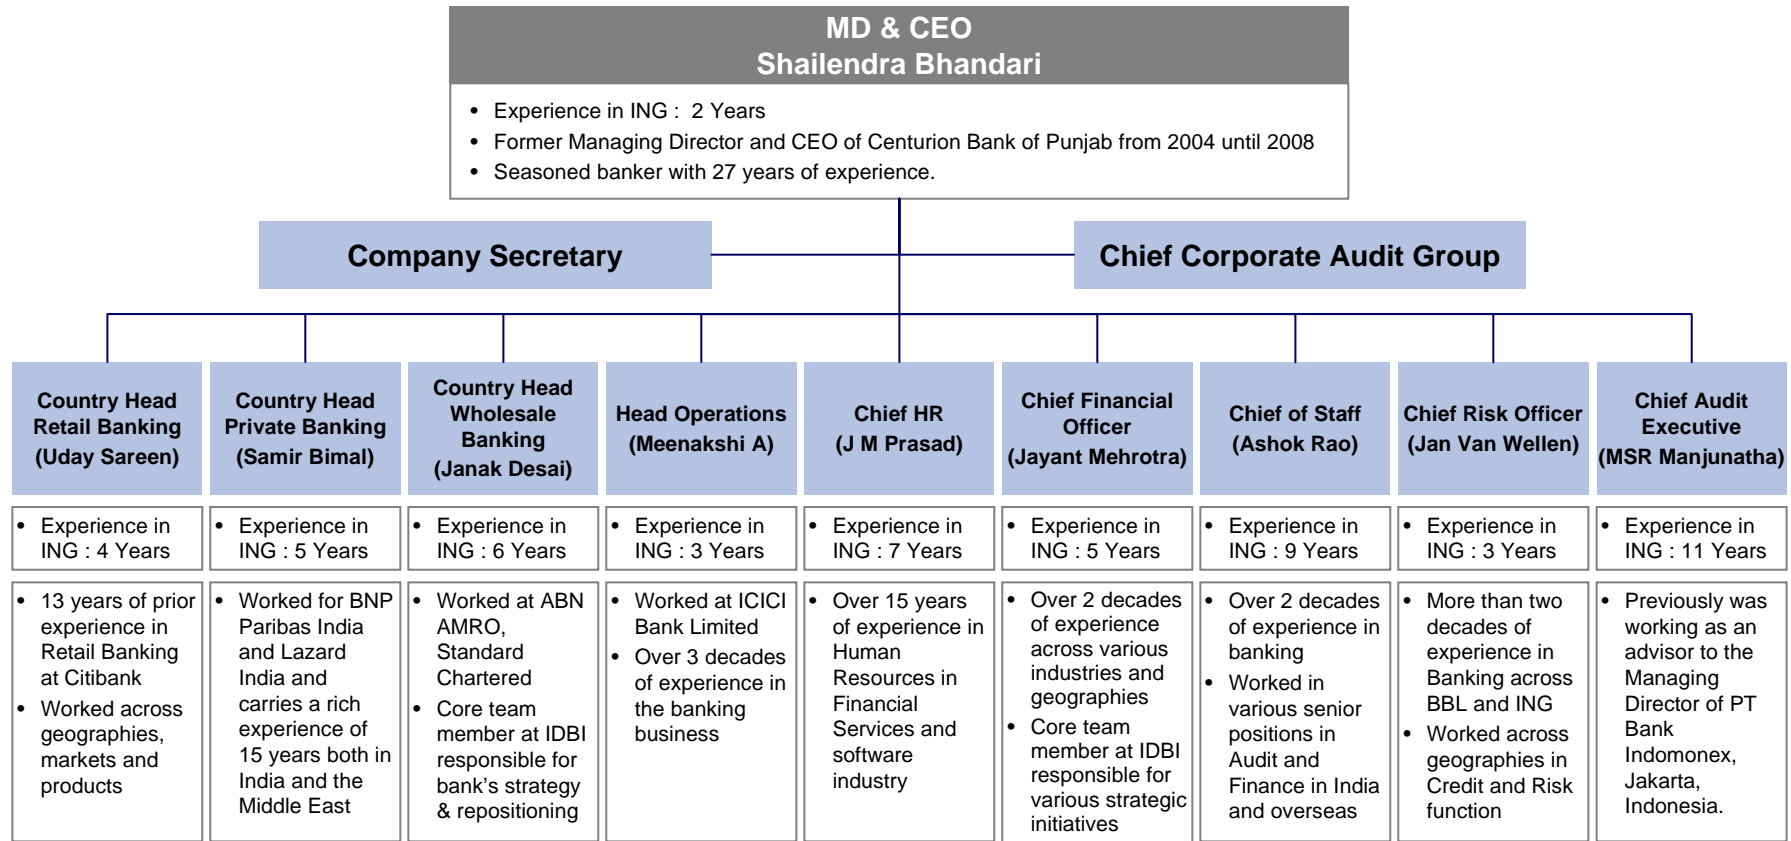 MD & CEO
Shailendra Bhandari
• Experience in ING : 2 Years
• Former Managing Director and CEO of Centurion Bank of Punjab from 2004 until 2008
• Seasoned banker with 27 years of experience.
Company Secretary
Chief Corporate Audit Group
Country Head
Retail Banking
(Uday Sareen)
Country Head
Private Banking
(Samir Bimal)
Country Head
Wholesale
Banking
(Janak Desai)
Head Operations
(Meenakshi A)
Chief HR
(J M Prasad)
Chief Financial
Officer
(Jayant Mehrotra)
Chief of Staff
(Ashok Rao)
Chief Risk Officer
(Jan Van Wellen)
Chief Audit
Executive
(MSR Manjunatha)
• Experience in
ING : 4 Years
• Experience in
ING : 5 Years
• Experience in
ING : 6 Years
• Experience in
ING : 3 Years
• Experience in
ING : 7 Years
• Experience in
ING : 5 Years
• Experience in
ING : 9 Years
• Experience in
ING : 3 Years
• Experience in
ING : 11 Years
• 13 years of prior
experience in
Retail Banking
at Citibank
• Worked across
geographies,
markets and
products
• Worked for BNP
Paribas India
and Lazard
India and
carries a rich
experience of
15 years both in
India and the
Middle East
• Worked at ABN
AMRO,
Standard
Chartered
• Core team
member at IDBI
responsible for
bank's strategy
& repositioning
• Worked at ICICI
Bank Limited
• Over 3 decades
of experience in
the banking
business
• Over 15 years
of experience in
Human
Resources in
Financial
Services and
software
industry
• Over 2 decades
of experience
across various
industries and
geographies
• Core team
member at IDBI
responsible for
various strategic
initiatives
• Over 2 decades
of experience in
banking
• Worked in
various senior
positions in
Audit and
Finance in India
and overseas
• More than two
decades of
experience in
Banking across
BBL and ING
• Worked across
geographies in
Credit and Risk
function
• Previously was
working as an
advisor to the
Managing
Director of PT
Bank
Indomonex,
Jakarta,
Indonesia.